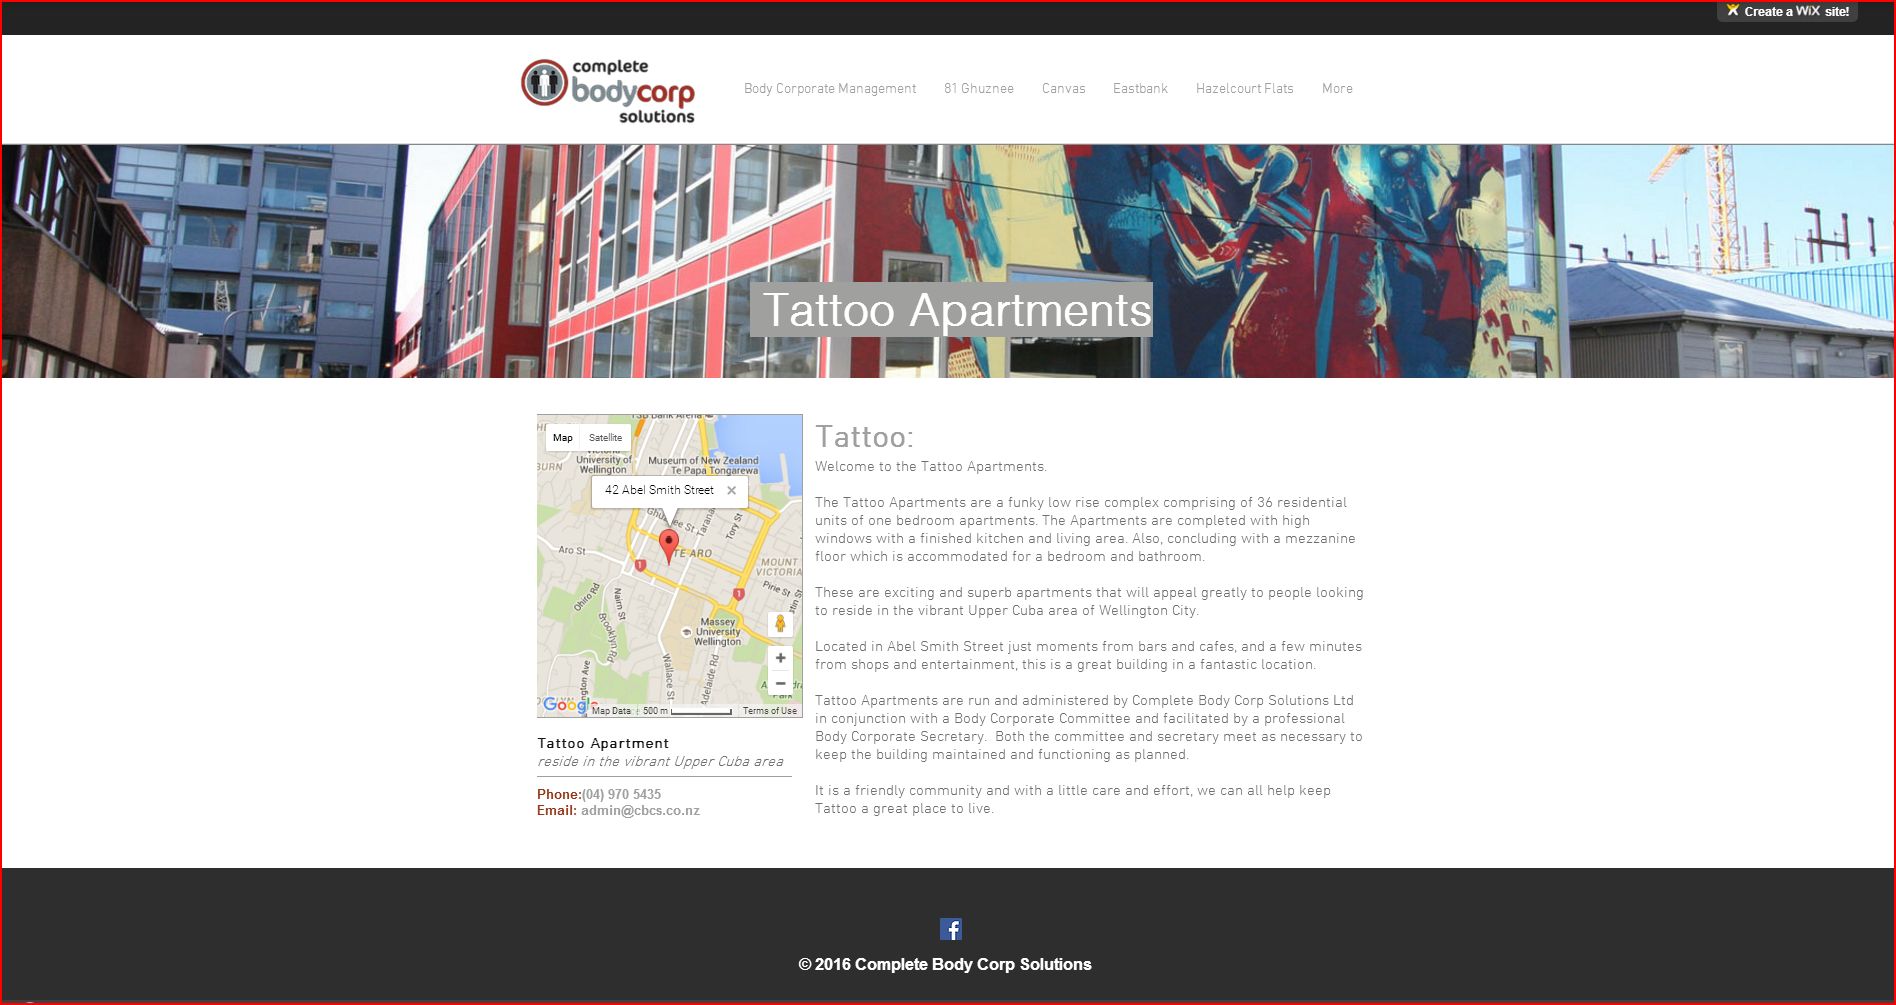 Create a WiX site!
complete
bodycorp
solutions
Body Corporate Management 81 Ghuznee Canvas Eastbank Hazelcourt Flats More
Tattoo Apartments
Map Satellite
University of
Wellington
Museum of New Zealand
Te Papa Tongarewa
BURN
42 Abel Smith Street
Ghuznee St
Tory St
Aro St
TE ARO
1
MOUNT
VICTORIA
Pirie St
1
Ohiro Rd
Nairn St
Brooklyn Rd
Massey
University
Wellington
Wallace St
Adelaide Rd
Google
Map Data 500 m Terms of Use
Tattoo Apartment
reside in the vibrant Upper Cuba area
Phone:(04) 970 5435
Email: admin@cbcs.co.nz
Tattoo:
Welcome to the Tattoo Apartments.
The Tattoo Apartments are a funky low rise complex comprising of 36 residential
units of one bedroom apartments. The Apartments are completed with high
windows with a finished kitchen and living area. Also, concluding with a mezzanine
floor which is accommodated for a bedroom and bathroom.
These are exciting and superb apartments that will appeal greatly to people looking
to reside in the vibrant Upper Cuba area of Wellington City.
Located in Abel Smith Street just moments from bars and cafes, and a few minutes
from shops and entertainment, this is a great building in a fantastic location.
Tattoo Apartments are run and administered by Complete Body Corp Solutions Ltd
in conjunction with a Body Corporate Committee and facilitated by a professional
Body Corporate Secretary. Both the committee and secretary meet as necessary to
keep the building maintained and functioning as planned.
It is a friendly community and with a little care and effort, we can all help keep
Tattoo a great place to live.
© 2016 Complete Body Corp Solutions